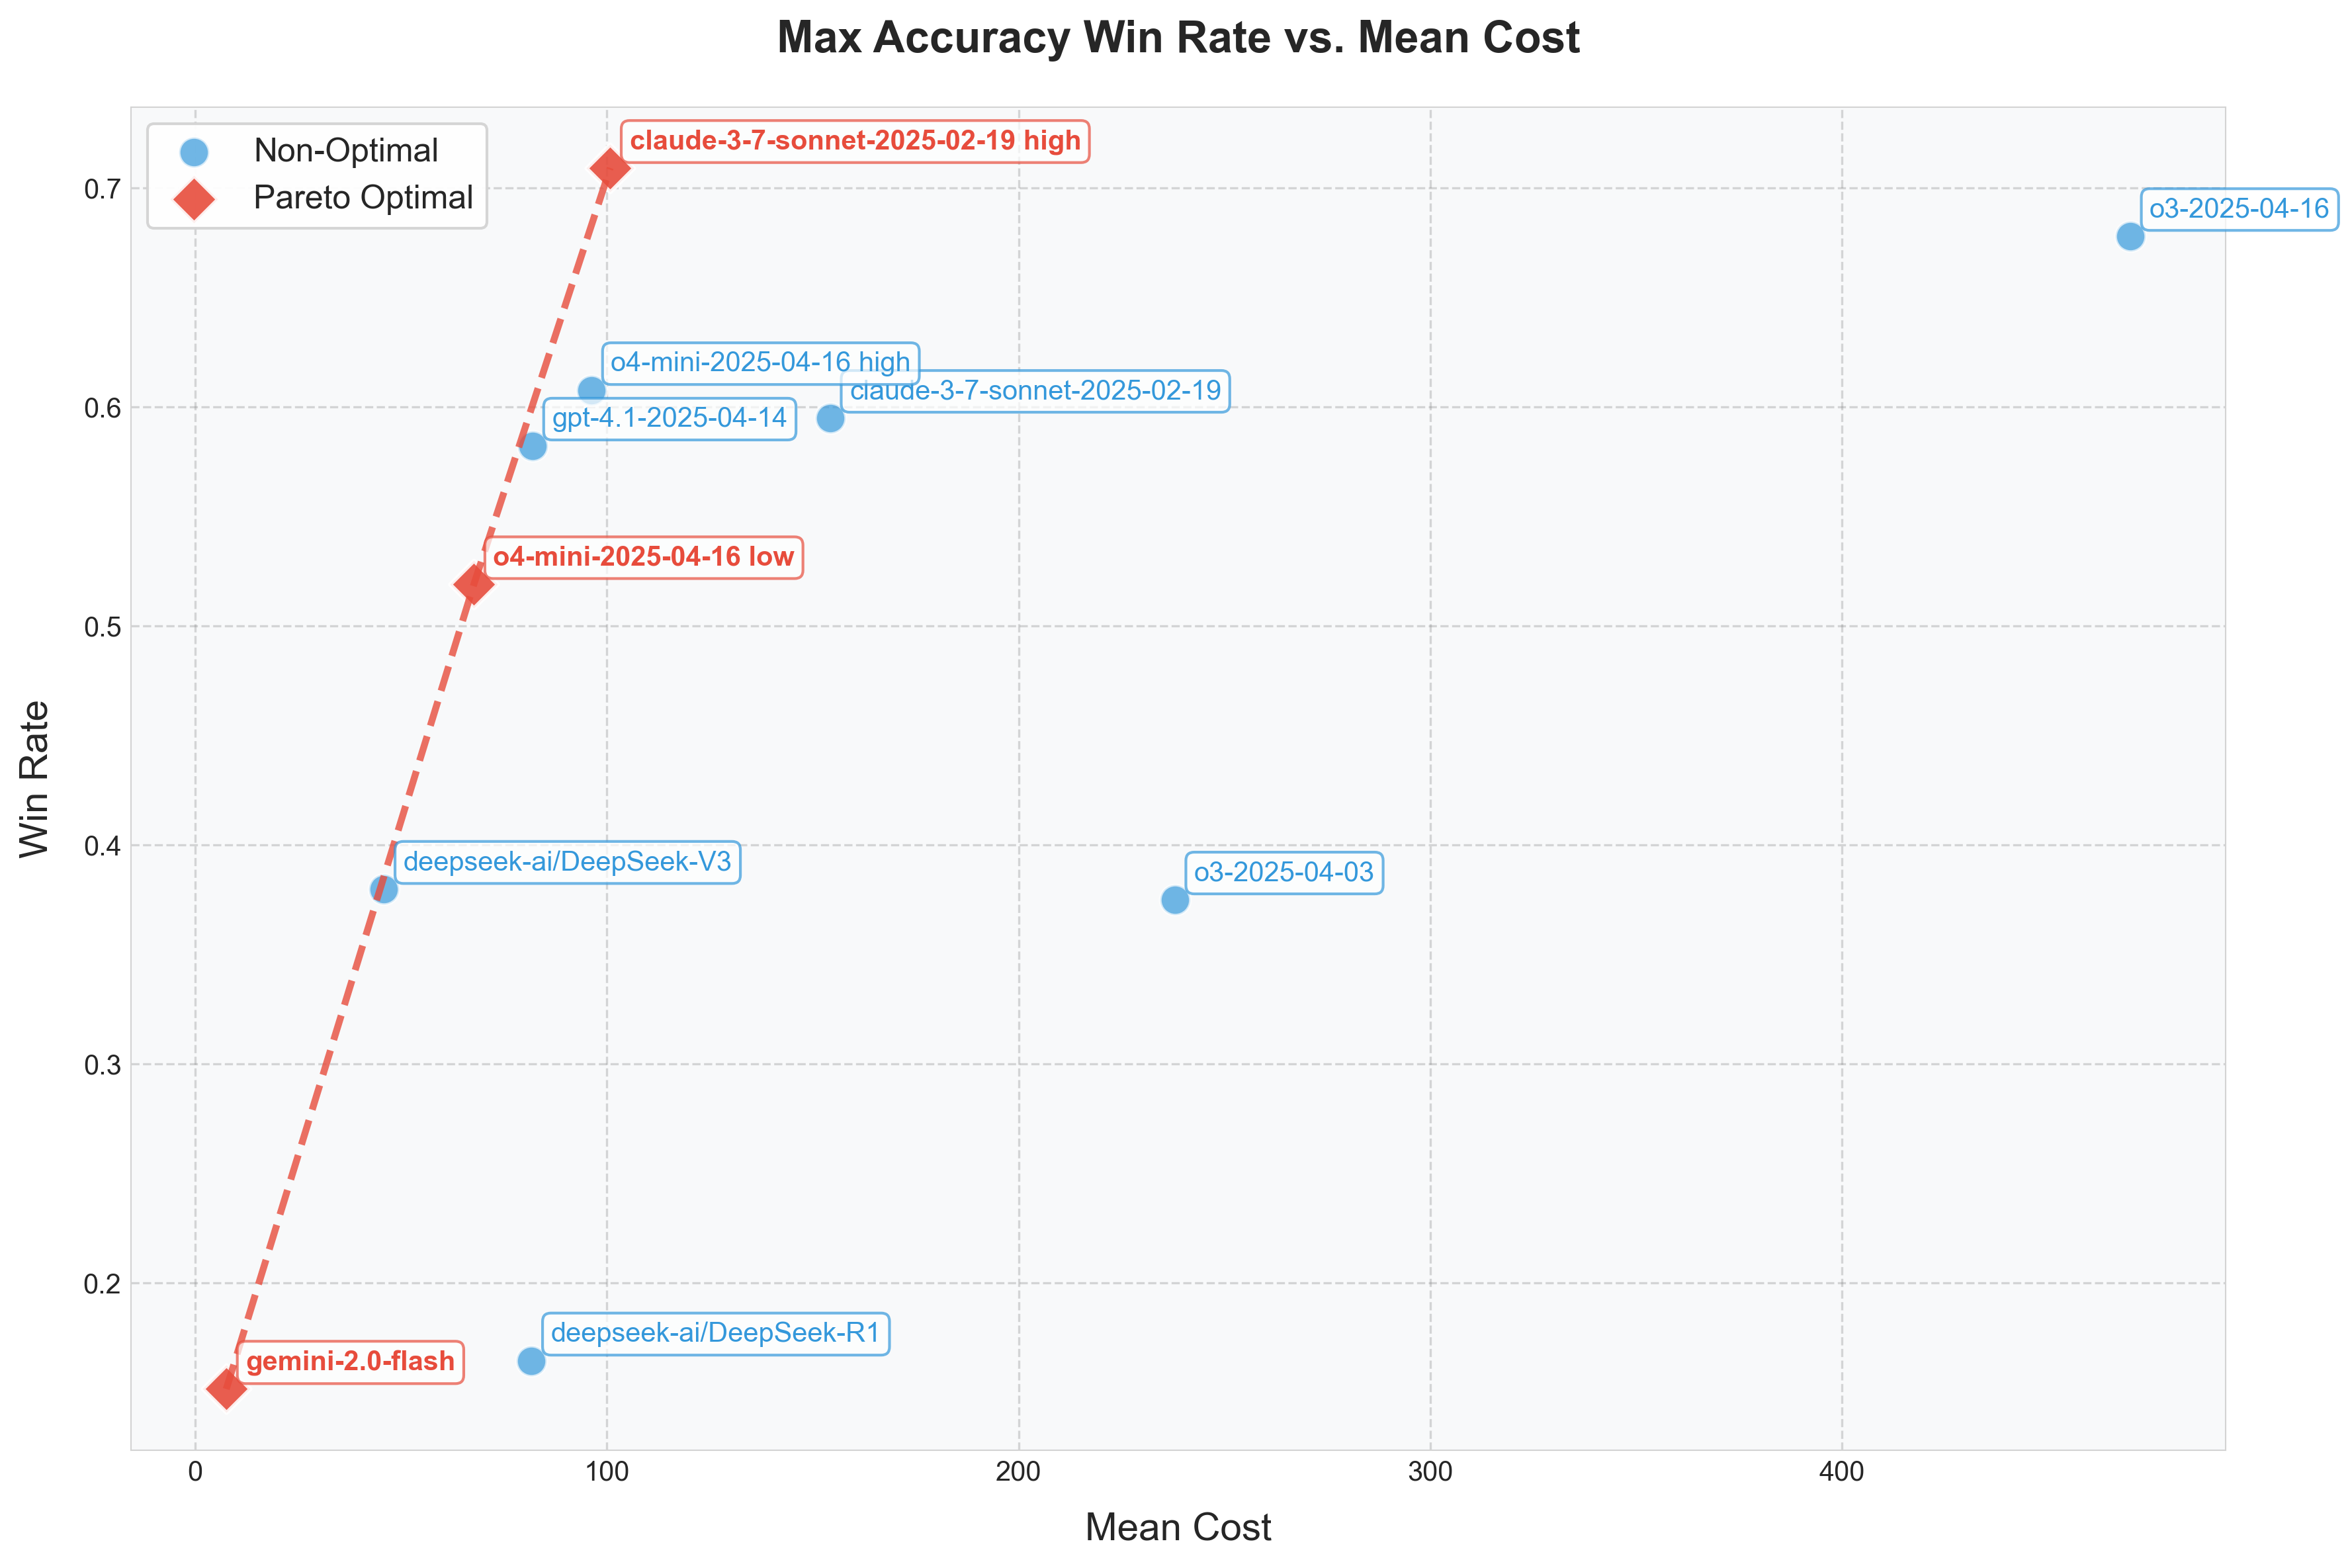 Max Accuracy Win Rate vs. Mean Cost
Non-Optimal
Pareto Optimal
claude-3-7-sonnet-2025-02-19 high
o3-2025-04-16
o4-mini-2025-04-16 high
claude-3-7-sonnet-2025-02-19
gpt-4.1-2025-04-14
o4-mini-2025-04-16 low
deepseek-ai/DeepSeek-V3
o3-2025-04-03
deepseek-ai/DeepSeek-R1
gemini-2.0-flash
0.7
0.6
0.5
0.4
0.3
0.2
Win Rate
0 100 200 300 400
Mean Cost